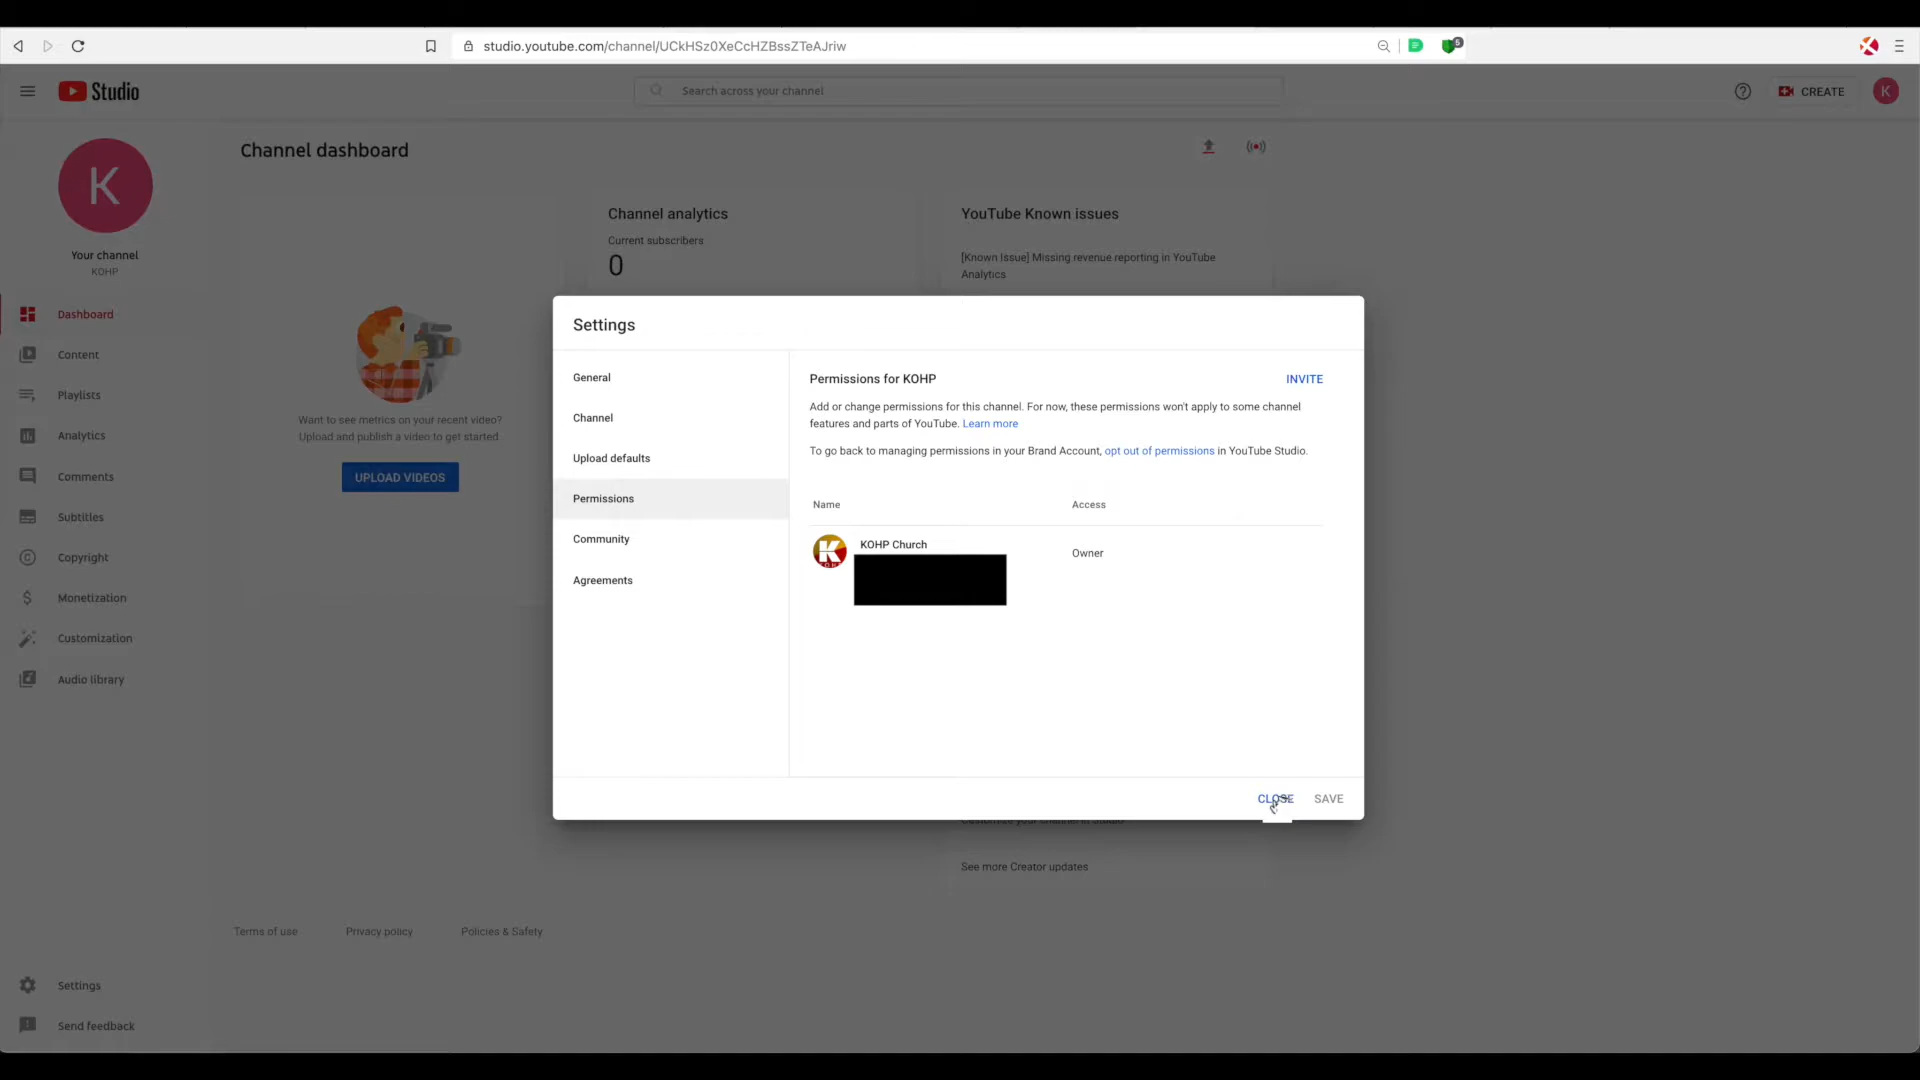 studio.youtube.com/channel/UCkHSz0XeCcHZBssZTeAJriw
5
Studio
Search across your channel
CREATE
K
K
Your channel
KOHP
Dashboard
Content
Playlists
Analytics
Comments
Subtitles
Copyright
Monetization
Customization
Audio library
Settings
Send feedback
Channel dashboard
Want to see metrics on your recent video?
Upload and publish a video to get started.
UPLOAD VIDEOS
Channel analytics
Current subscribers
0
YouTube Known issues
[Known Issue] Missing revenue reporting in YouTube
Analytics
Settings
General
Channel
Upload defaults
Permissions
Community
Agreements
Permissions for KOHP
INVITE
Add or change permissions for this channel. For now, these permissions won't apply to some channel
features and parts of YouTube. Learn more
To go back to managing permissions in your Brand Account, opt out of permissions in YouTube Studio.
Name
Access
K
KOHP
KOHP Church
Owner
CLOSE
SAVE
See more Creator updates
Terms of use
Privacy policy
Policies & Safety